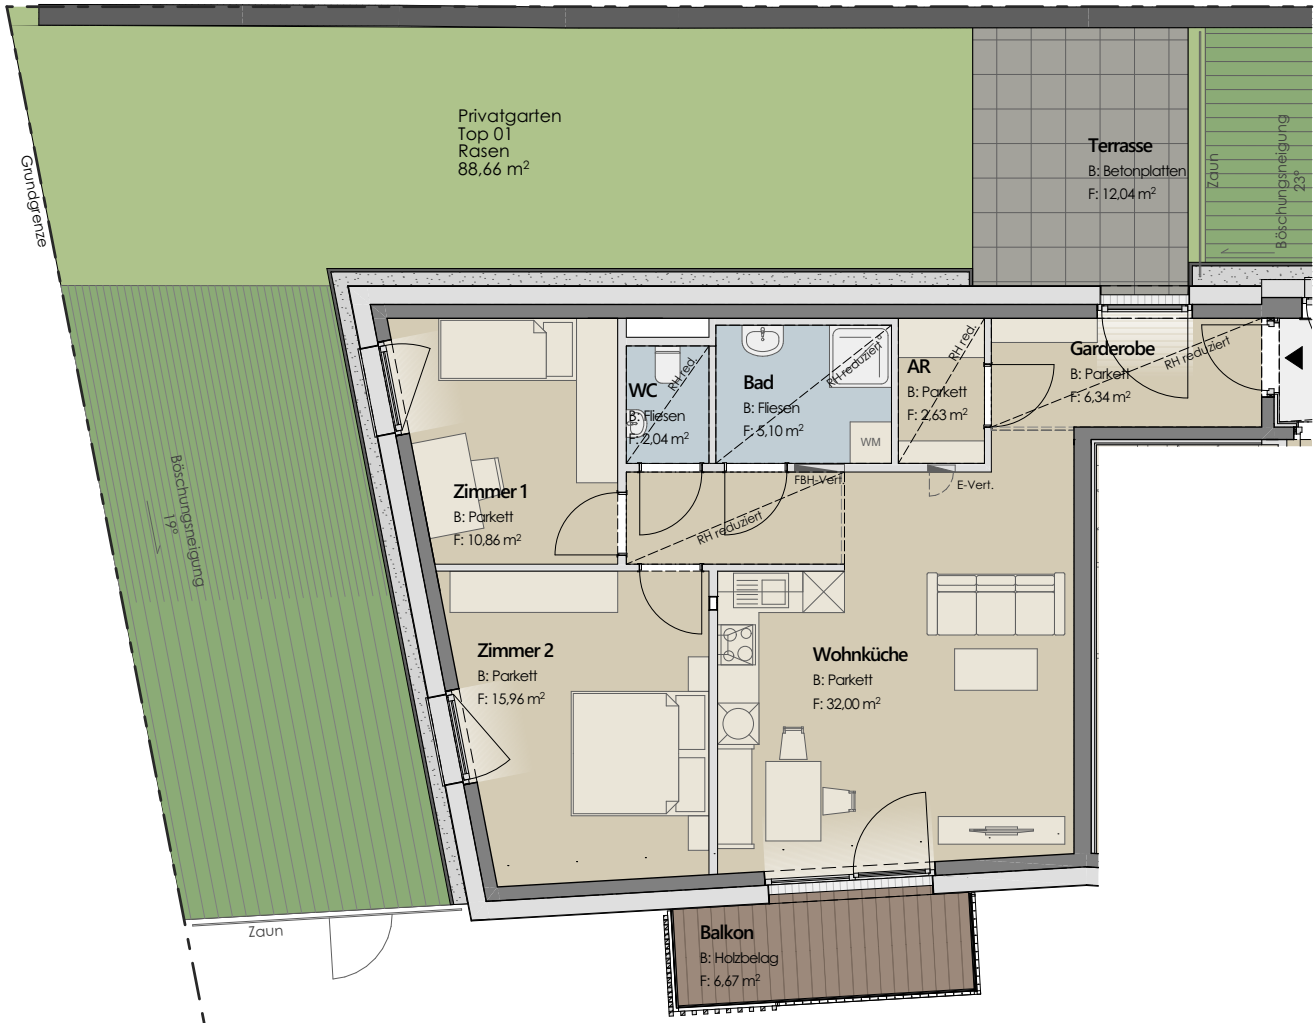 Privatgarten
Top 01
Rasen
88,66 m²
Grundgrenze
Terrasse
B: Betonplatten
F: 12,04 m²
Zaun
Böschungsneigung
23°
WC
B: Fliesen
F: 2,04 m²
RH red.
Bad
B: Fliesen
F: 5,10 m²
RH reduziert
WM
AR
B: Parkett
F: 2,63 m²
RH red.
Garderobe
B: Parkett
F: 6,34 m²
RH reduziert
Böschungsneigung
19°
Zimmer 1
B: Parkett
F: 10,86 m²
FBH-Vert.
E-Vert.
RH reduziert
Zimmer 2
B: Parkett
F: 15,96 m²
Wohnküche
B: Parkett
F: 32,00 m²
Zaun
Balkon
B: Holzbelag
F: 6,67 m²